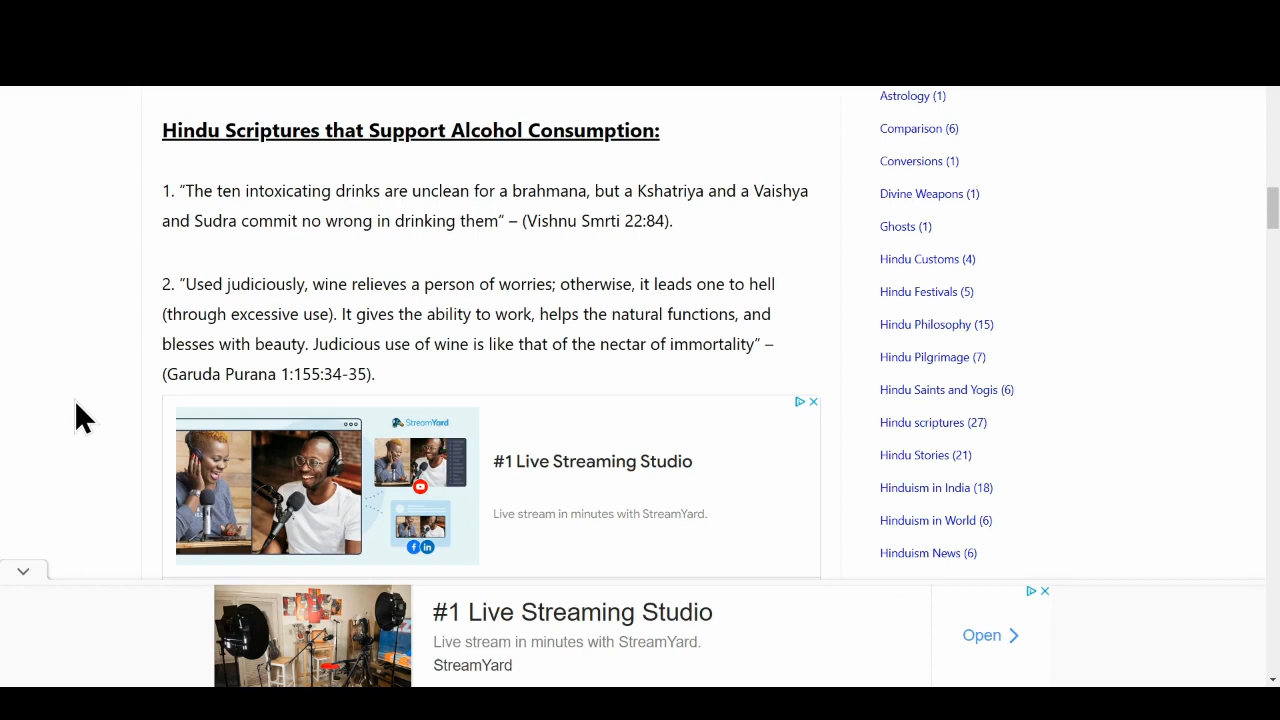 Hindu Scriptures that Support Alcohol Consumption:
1. “The ten intoxicating drinks are unclean for a brahmana, but a Kshatriya and a Vaishya
and Sudra commit no wrong in drinking them” – (Vishnu Smrti 22:84).
2. “Used judiciously, wine relieves a person of worries; otherwise, it leads one to hell
(through excessive use). It gives the ability to work, helps the natural functions, and
blesses with beauty. Judicious use of wine is like that of the nectar of immortality” –
(Garuda Purana 1:155:34-35).
StreamYard
#1 Live Streaming Studio
Live stream in minutes with StreamYard.
Astrology (1)
Comparison (6)
Conversions (1)
Divine Weapons (1)
Ghosts (1)
Hindu Customs (4)
Hindu Festivals (5)
Hindu Philosophy (15)
Hindu Pilgrimage (7)
Hindu Saints and Yogis (6)
Hindu scriptures (27)
Hindu Stories (21)
Hinduism in India (18)
Hinduism in World (6)
Hinduism News (6)
#1 Live Streaming Studio
Live stream in minutes with StreamYard.
StreamYard
Open